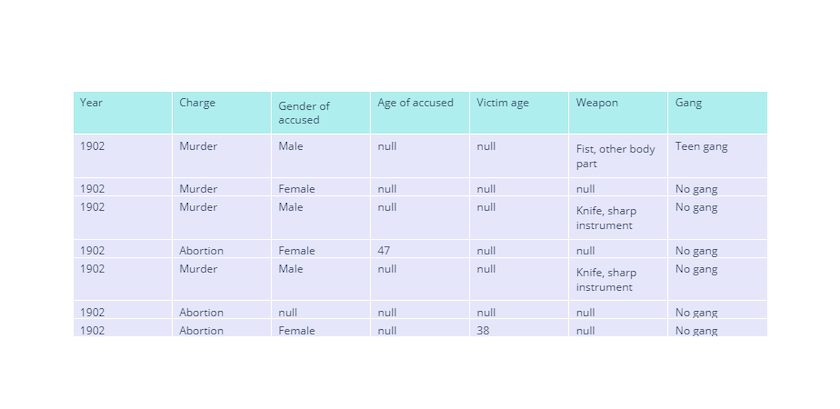 Year Charge Gender of accused Age of accused Victim age Weapon Gang
1902 Murder Male null null Fist, other body part Teen gang
1902 Murder Female null null null No gang
1902 Murder Male null null Knife, sharp instrument No gang
1902 Abortion Female 47 null null No gang
1902 Murder Male null null Knife, sharp instrument No gang
1902 Abortion null null null null No gang
1902 Abortion Female null 38 null No gang